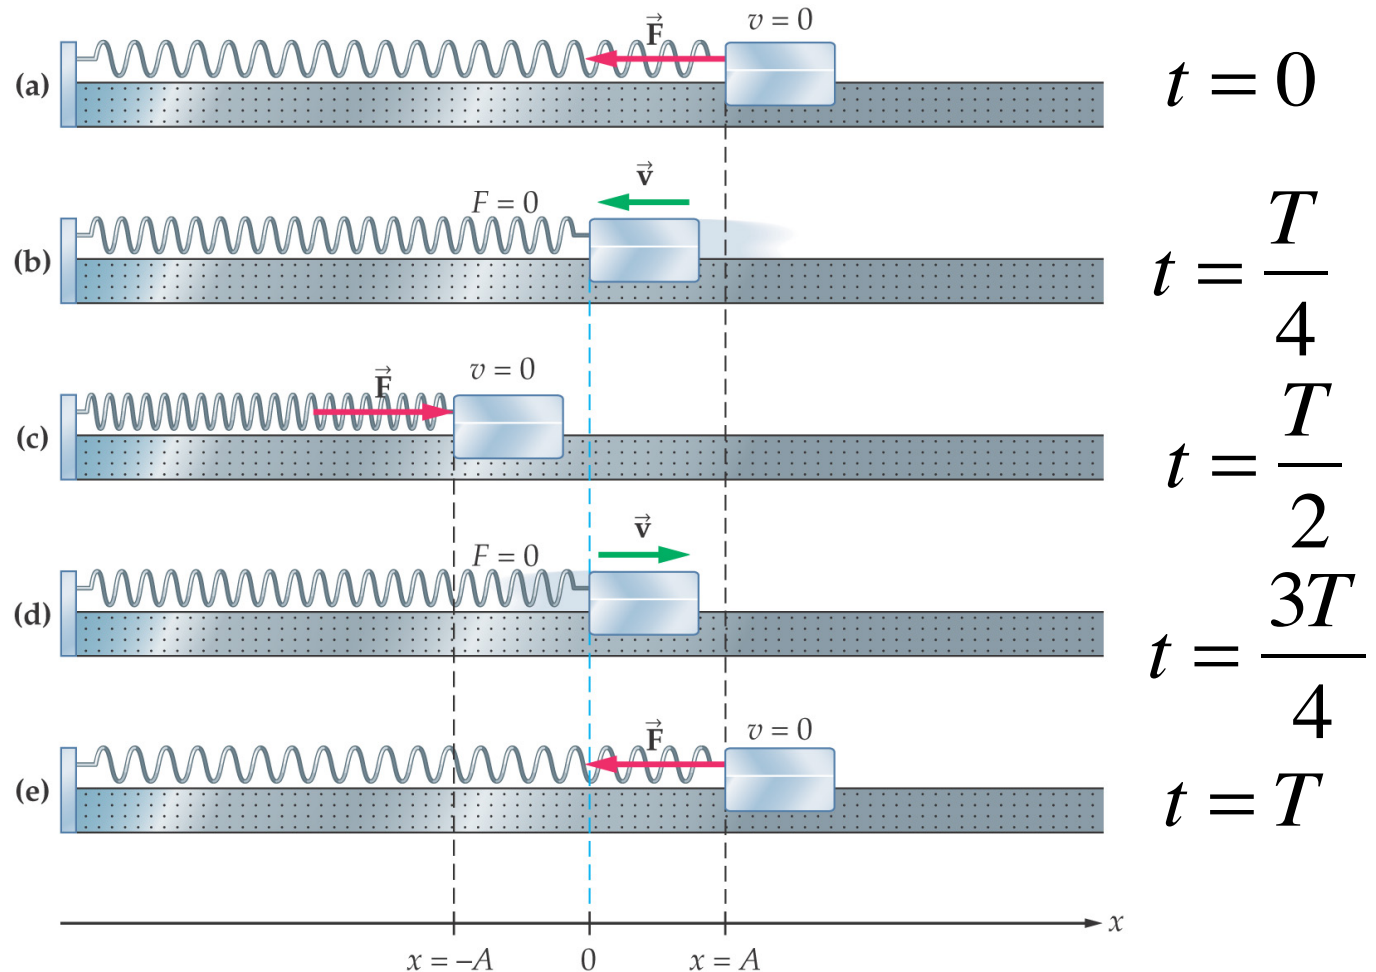 (a) F⃗ v = 0 t = 0
(b) F = 0 v⃗ t = T/4
(c) F⃗ v = 0 t = T/2
(d) F = 0 v⃗ t = 3T/4
(e) F⃗ v = 0 t = T
x
x = –A 0 x = A